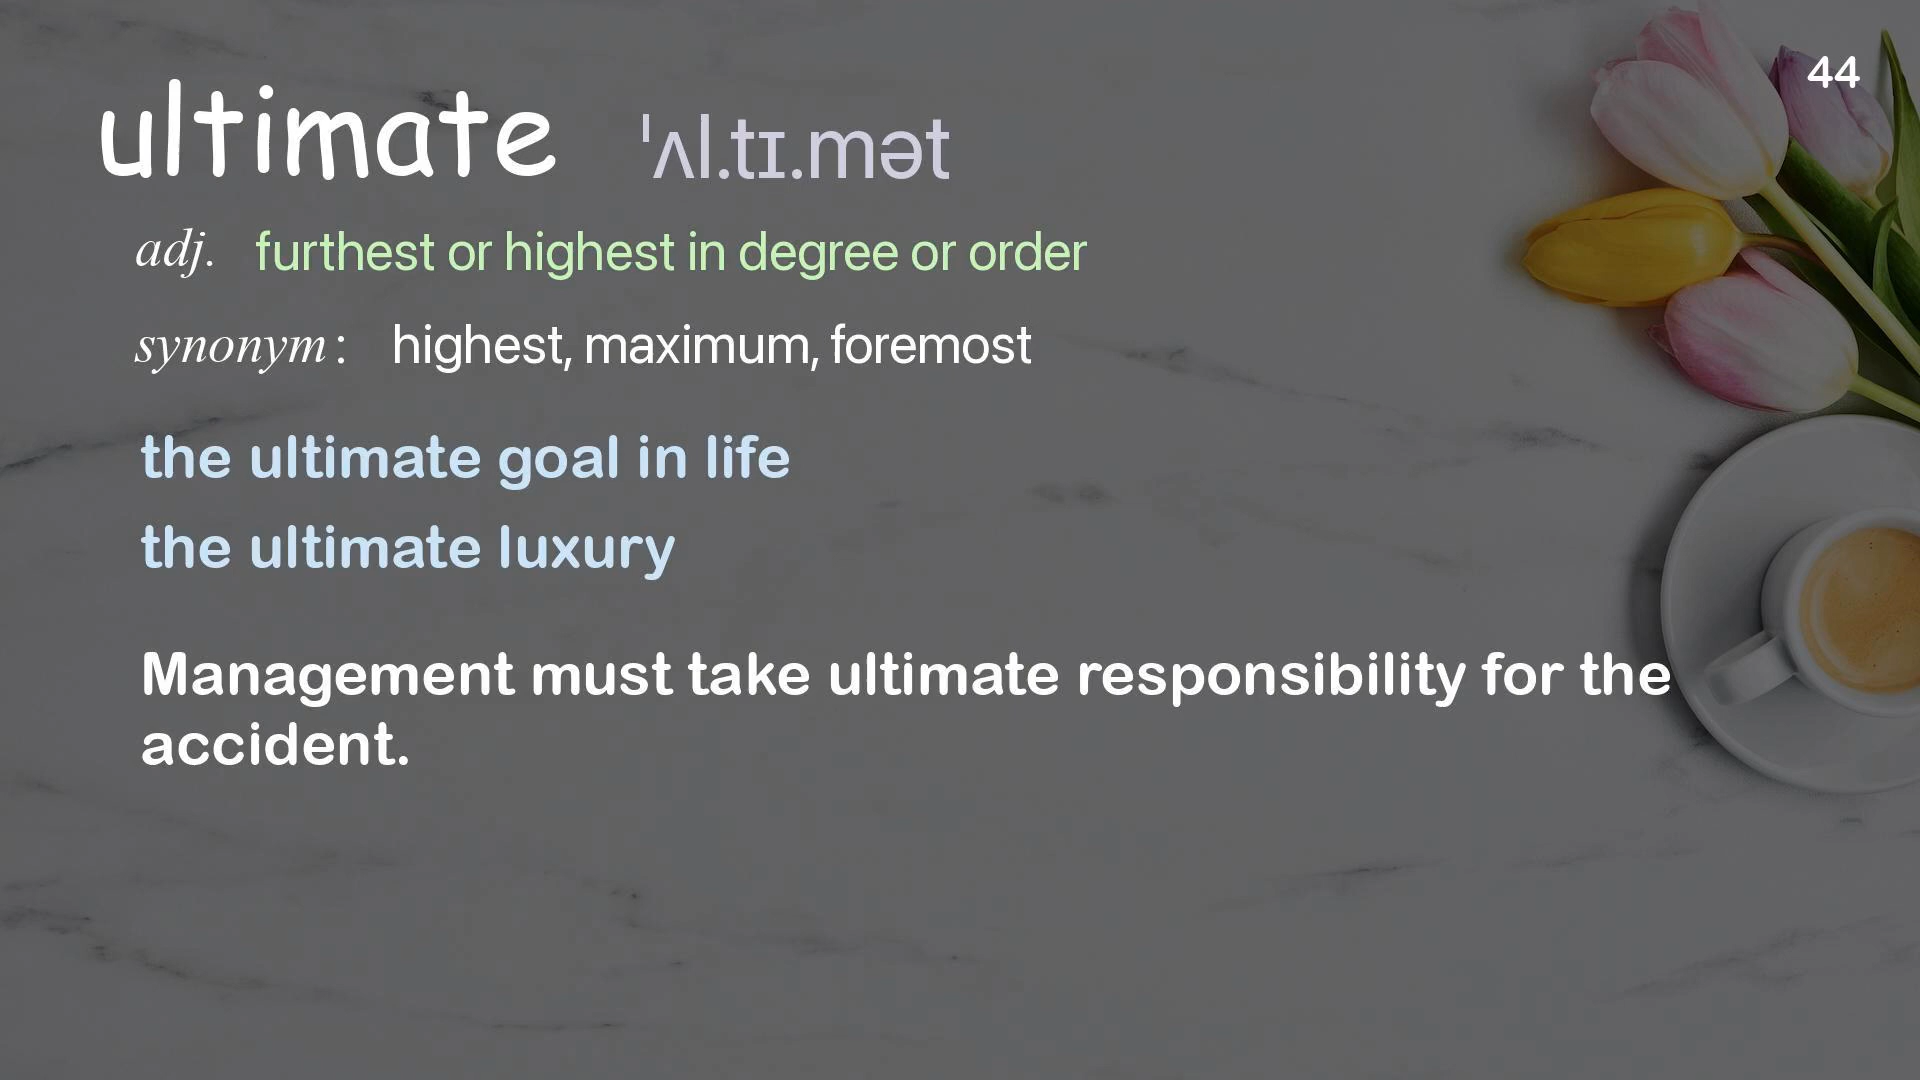 44
ultimate ˈʌl.tɪ.mət
adj. furthest or highest in degree or order
synonym: highest, maximum, foremost
the ultimate goal in life
the ultimate luxury
Management must take ultimate responsibility for the
accident.